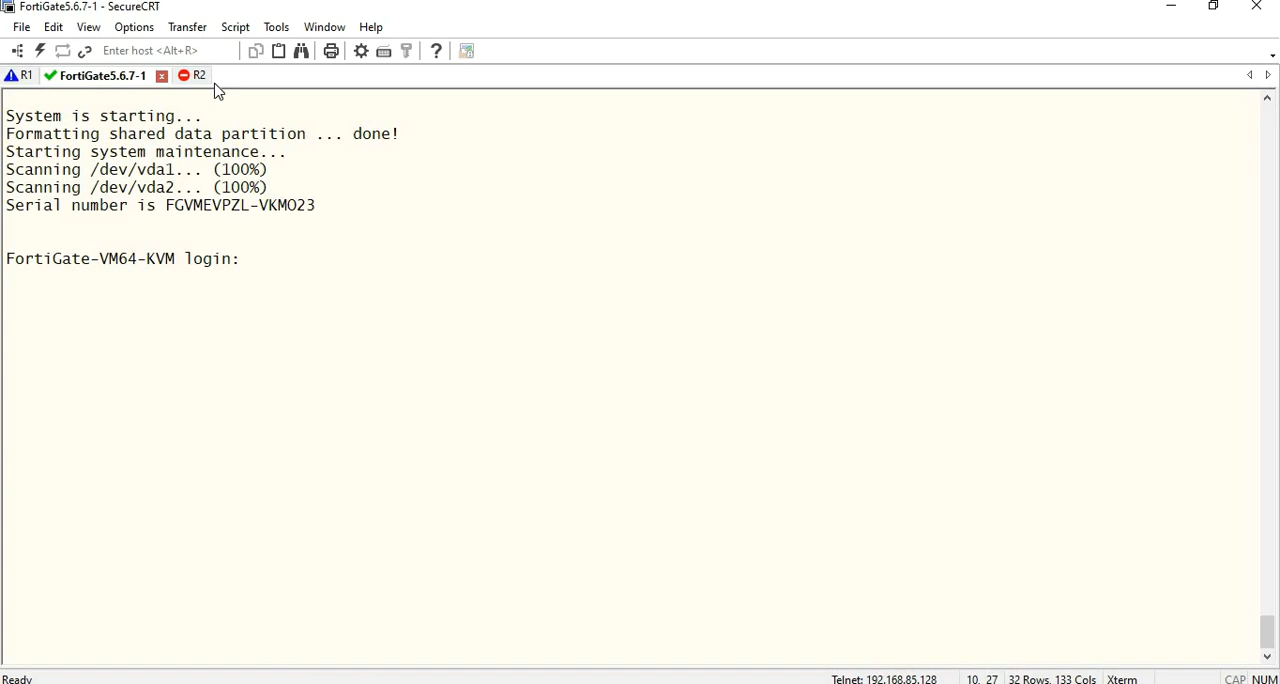 FortiGate5.6.7-1 - SecureCRT
File Edit View Options Transfer Script Tools Window Help
Enter host <Alt+R>
R1 FortiGate5.6.7-1 R2
System is starting...
Formatting shared data partition ... done!
Starting system maintenance...
Scanning /dev/vda1... (100%)
Scanning /dev/vda2... (100%)
Serial number is FGVMEVPZL-VKMO23
FortiGate-VM64-KVM login:
Ready Telnet: 192.168.85.128 10, 27 32 Rows, 133 Cols Xterm CAP NUM